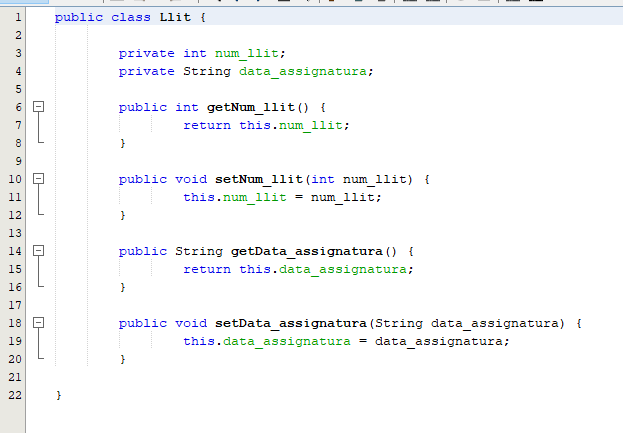 1 public class Llit {
2
3 private int num_llit;
4 private String data_assignatura;
5
6 public int getNum_llit() {
7 return this.num_llit;
8 }
9
10 public void setNum_llit(int num_llit) {
11 this.num_llit = num_llit;
12 }
13
14 public String getData_assignatura() {
15 return this.data_assignatura;
16 }
17
18 public void setData_assignatura(String data_assignatura) {
19 this.data_assignatura = data_assignatura;
20 }
21
22 }